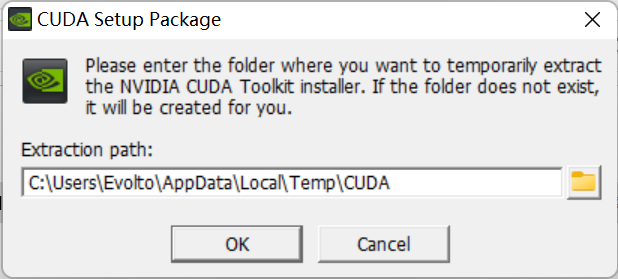 CUDA Setup Package
Please enter the folder where you want to temporarily extract
the NVIDIA CUDA Toolkit installer. If the folder does not exist,
it will be created for you.
Extraction path:
C:\Users\Evolto\AppData\Local\Temp\CUDA
OK
Cancel